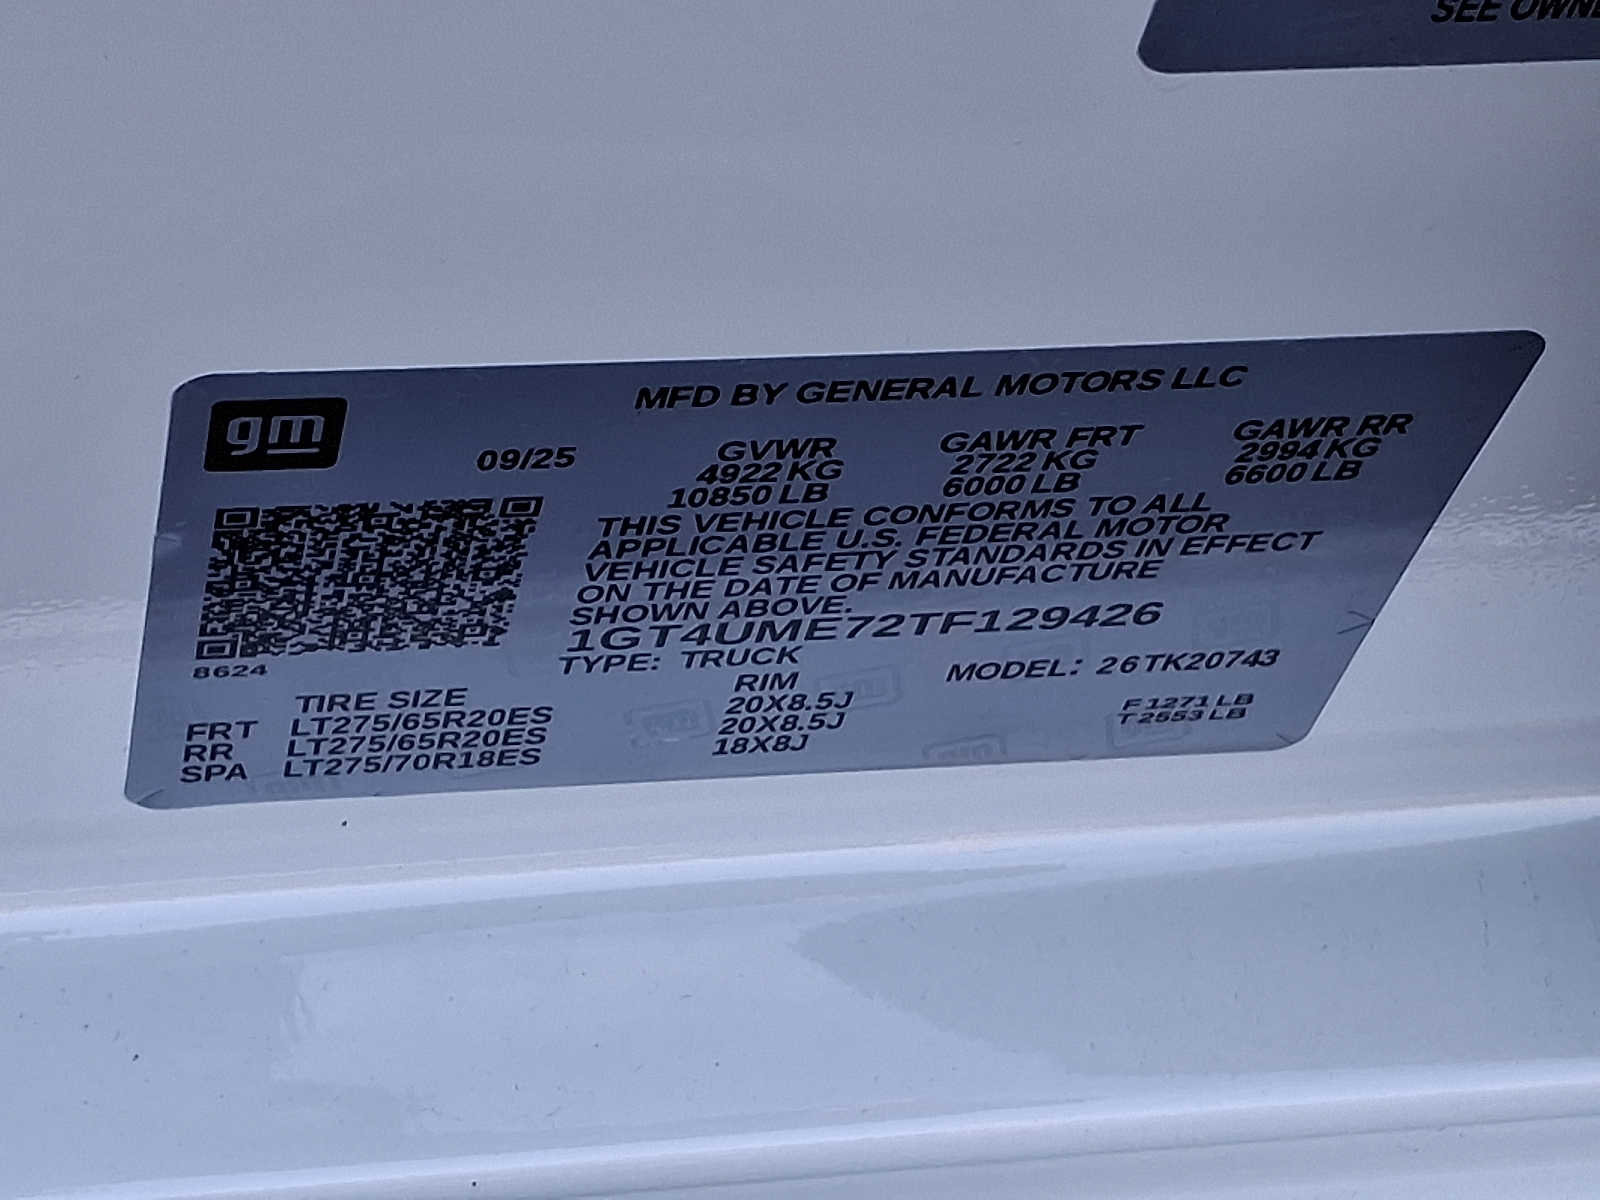 SEE OWNE
gm
MFD BY GENERAL MOTORS LLC
09/25
GVWR GAWR FRT GAWR RR
4922 KG 2722 KG 2994 KG
10850 LB 6000 LB 6600 LB
THIS VEHICLE CONFORMS TO ALL
APPLICABLE U.S. FEDERAL MOTOR
VEHICLE SAFETY STANDARDS IN EFFECT
ON THE DATE OF MANUFACTURE
SHOWN ABOVE.
1GT4UME72TF129426
8624
TYPE: TRUCK MODEL: 26TK20743
TIRE SIZE RIM
FRT LT275/65R20ES 20X8.5J F 1271 LB
RR LT275/65R20ES 20X8.5J T 2553 LB
SPA LT275/70R18ES 18X8J